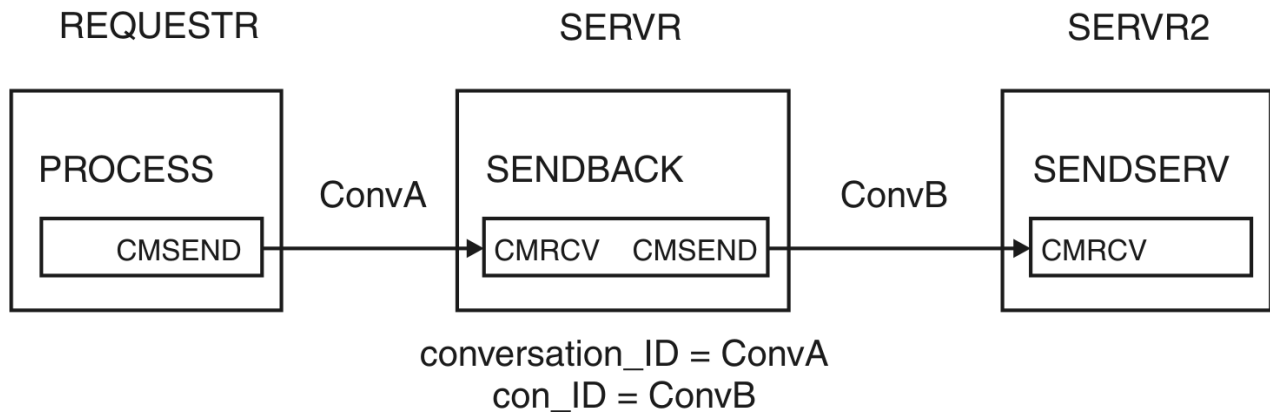 REQUESTR SERVR SERVR2
PROCESS SENDBACK SENDSERV
ConvA ConvB
CMSEND CMRCV CMSEND CMRCV
conversation_ID = ConvA
con_ID = ConvB